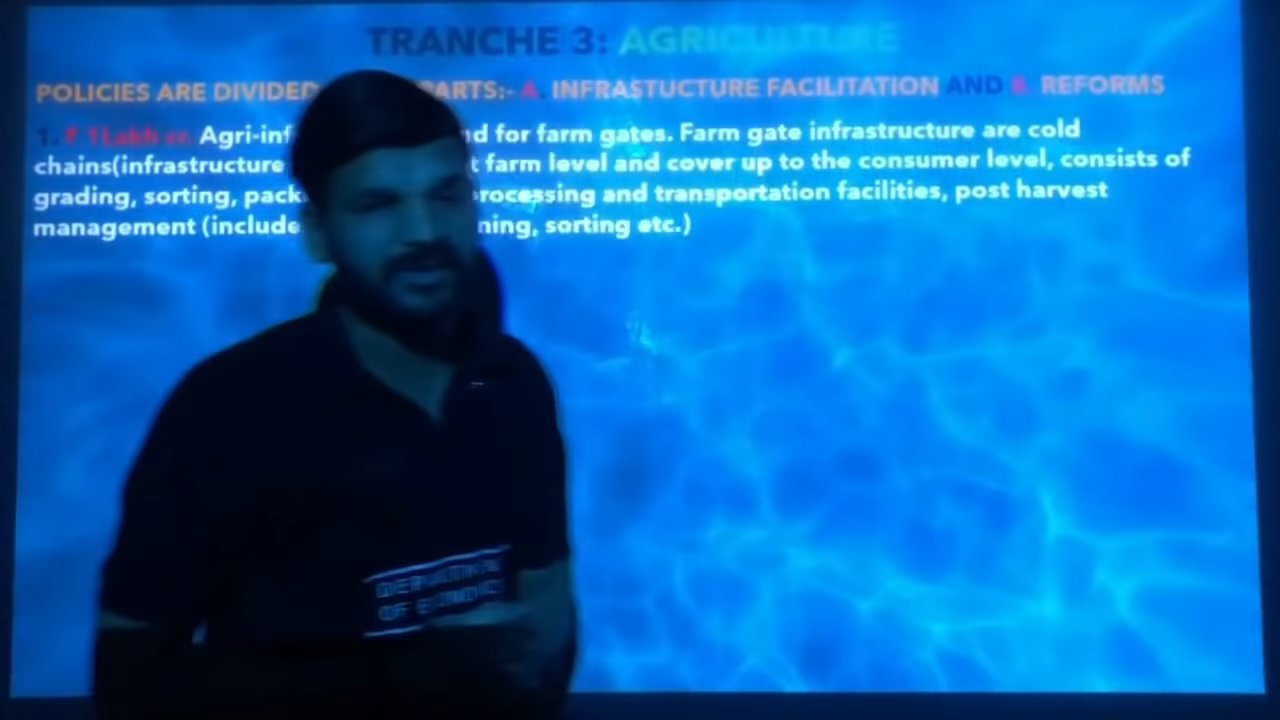 TRANCHE 3: AGRICULTURE
POLICIES ARE DIVIDED PARTS:- A. INFRASTUCTURE FACILITATION AND B. REFORMS
1. ₹ 1Lakh cr. Agri-inf d for farm gates. Farm gate infrastructure are cold
chains(infrastructure t farm level and cover up to the consumer level, consists of
grading, sorting, pack rocessing and transportation facilities, post harvest
management (include ning, sorting etc.)
OF